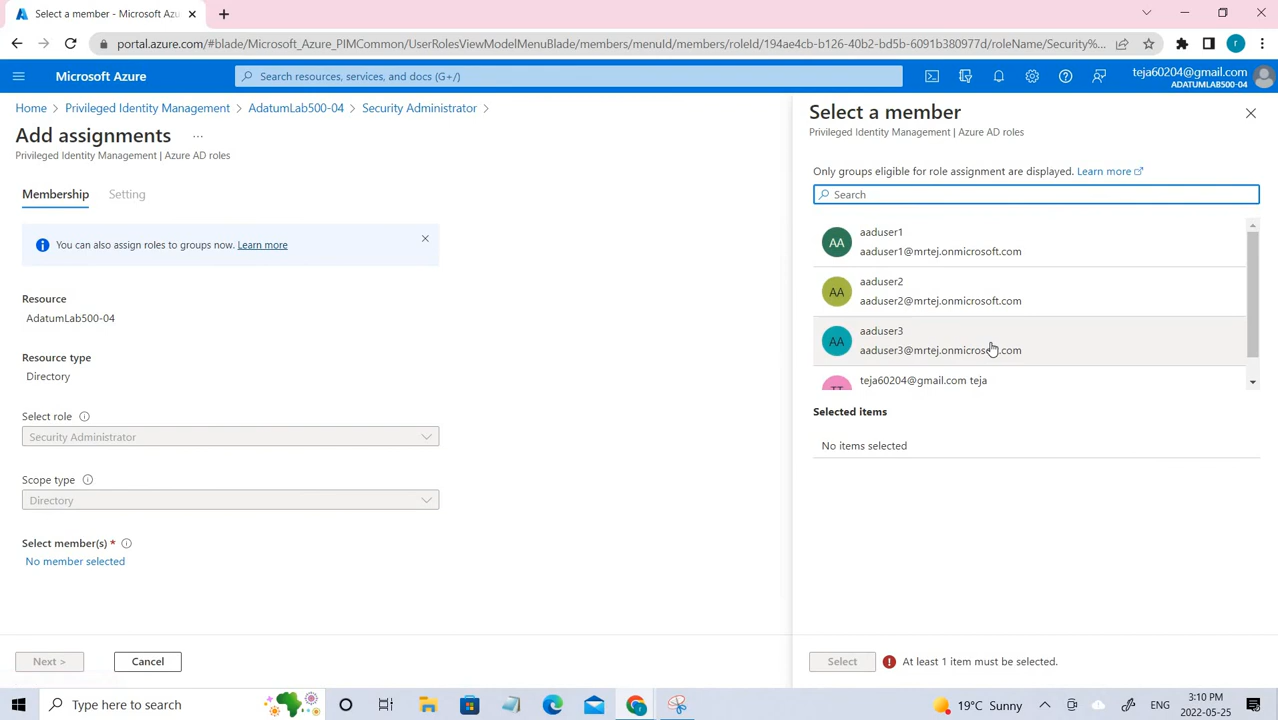 Select a member - Microsoft Azu
portal.azure.com/#blade/Microsoft_Azure_PIMCommon/UserRolesViewModelMenuBlade/members/menuId/members/roleId/194ae4cb-b126-40b2-bd5b-6091b380977d/roleName/Security%...
r
Microsoft Azure
Search resources, services, and docs (G+/)
teja60204@gmail.com
ADATUMLAB500-04
Home > Privileged Identity Management > AdatumLab500-04 > Security Administrator >
Add assignments ...
Privileged Identity Management | Azure AD roles
Membership Setting
You can also assign roles to groups now. Learn more
Resource
AdatumLab500-04
Resource type
Directory
Select role
Security Administrator
Scope type
Directory
Select member(s) *
No member selected
Next > Cancel
Select a member
Privileged Identity Management | Azure AD roles
Only groups eligible for role assignment are displayed. Learn more
Search
AA
aaduser1
aaduser1@mrtej.onmicrosoft.com
AA
aaduser2
aaduser2@mrtej.onmicrosoft.com
AA
aaduser3
aaduser3@mrtej.onmicrosoft.com
TT
teja60204@gmail.com teja
Selected items
No items selected
Select At least 1 item must be selected.
Type here to search
19°C Sunny
ENG
3:10 PM
2022-05-25